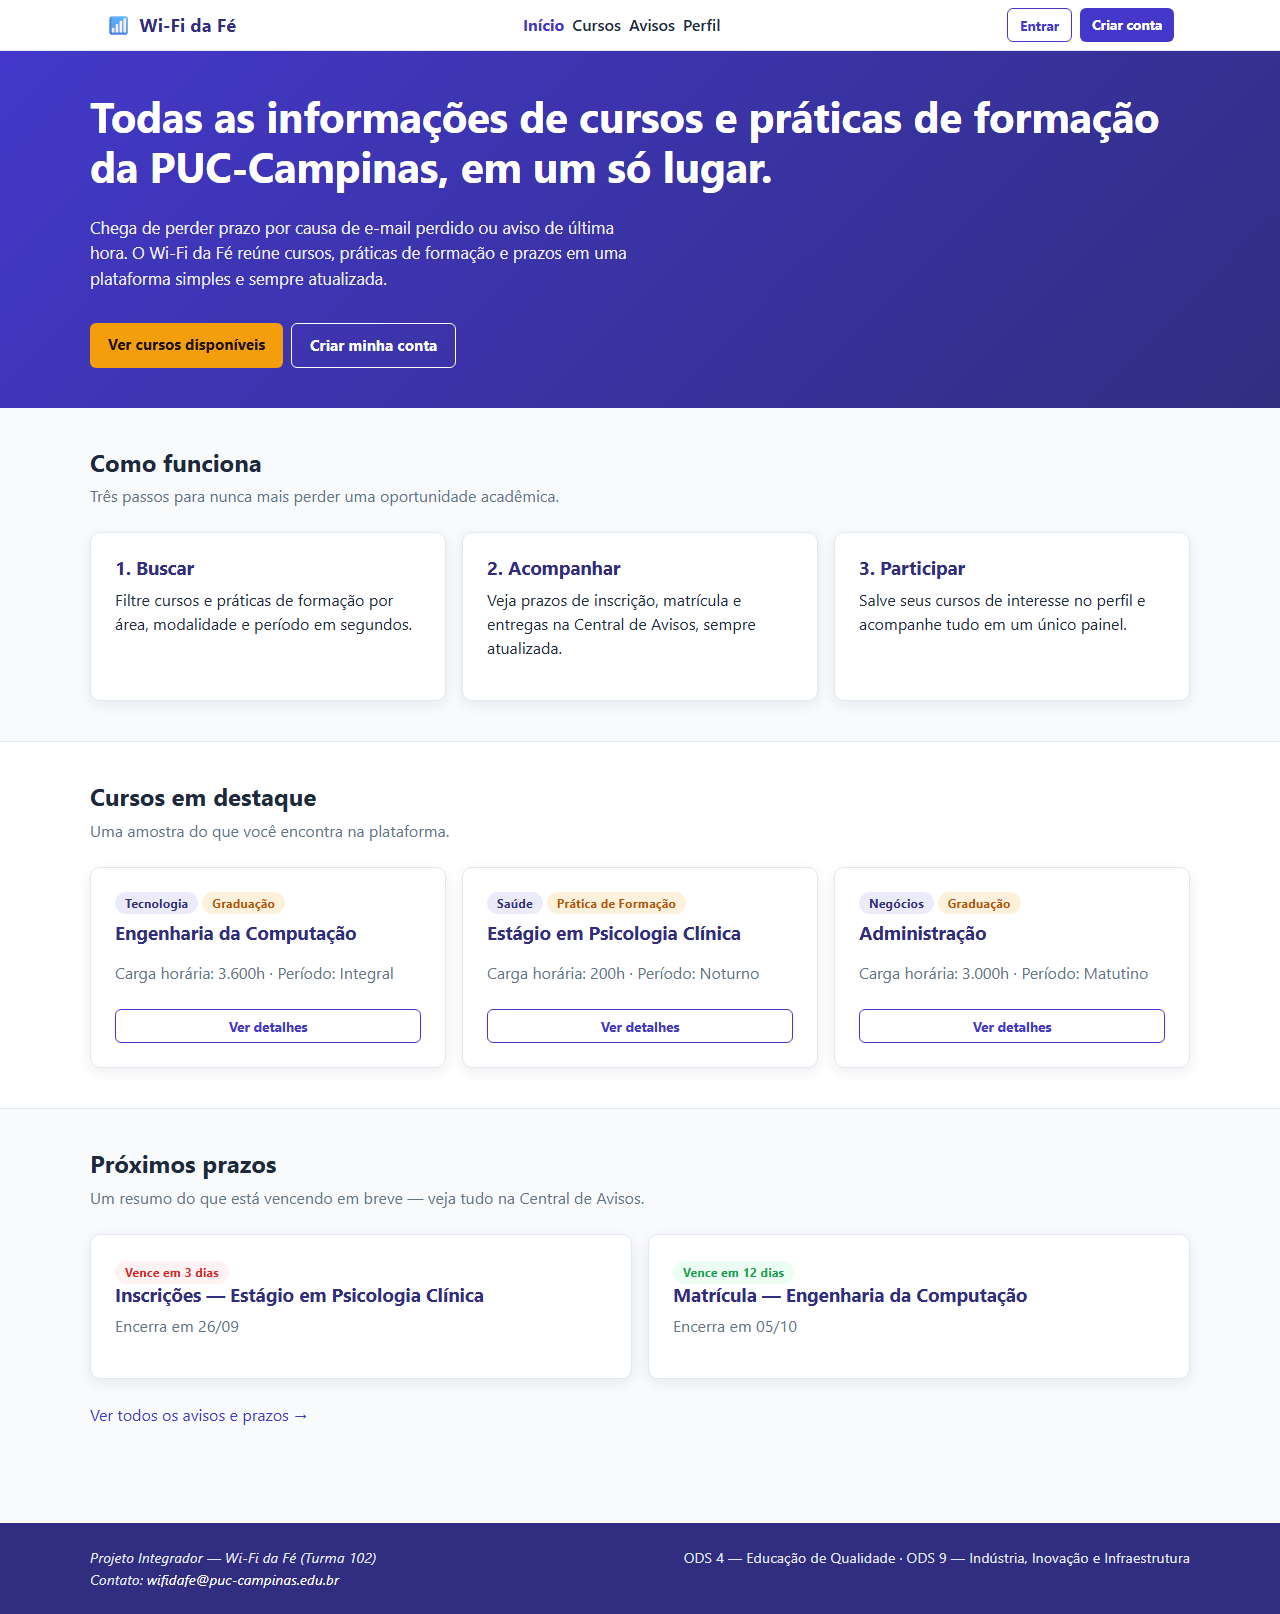 Wi-Fi da Fé
Início Cursos Avisos Perfil
Entrar
Criar conta
Todas as informações de cursos e práticas de formação
da PUC-Campinas, em um só lugar.
Chega de perder prazo por causa de e-mail perdido ou aviso de última
hora. O Wi-Fi da Fé reúne cursos, práticas de formação e prazos em uma
plataforma simples e sempre atualizada.
Ver cursos disponíveis
Criar minha conta
Como funciona
Três passos para nunca mais perder uma oportunidade acadêmica.
1. Buscar
Filtre cursos e práticas de formação por
área, modalidade e período em segundos.
2. Acompanhar
Veja prazos de inscrição, matrícula e
entregas na Central de Avisos, sempre
atualizada.
3. Participar
Salve seus cursos de interesse no perfil e
acompanhe tudo em um único painel.
Cursos em destaque
Uma amostra do que você encontra na plataforma.
Tecnologia Graduação
Engenharia da Computação
Carga horária: 3.600h · Período: Integral
Ver detalhes
Saúde Prática de Formação
Estágio em Psicologia Clínica
Carga horária: 200h · Período: Noturno
Ver detalhes
Negócios Graduação
Administração
Carga horária: 3.000h · Período: Matutino
Ver detalhes
Próximos prazos
Um resumo do que está vencendo em breve — veja tudo na Central de Avisos.
Vence em 3 dias
Inscrições — Estágio em Psicologia Clínica
Encerra em 26/09
Vence em 12 dias
Matrícula — Engenharia da Computação
Encerra em 05/10
Ver todos os avisos e prazos →
Projeto Integrador — Wi-Fi da Fé (Turma 102)
Contato: wifidafe@puc-campinas.edu.br
ODS 4 — Educação de Qualidade · ODS 9 — Indústria, Inovação e Infraestrutura